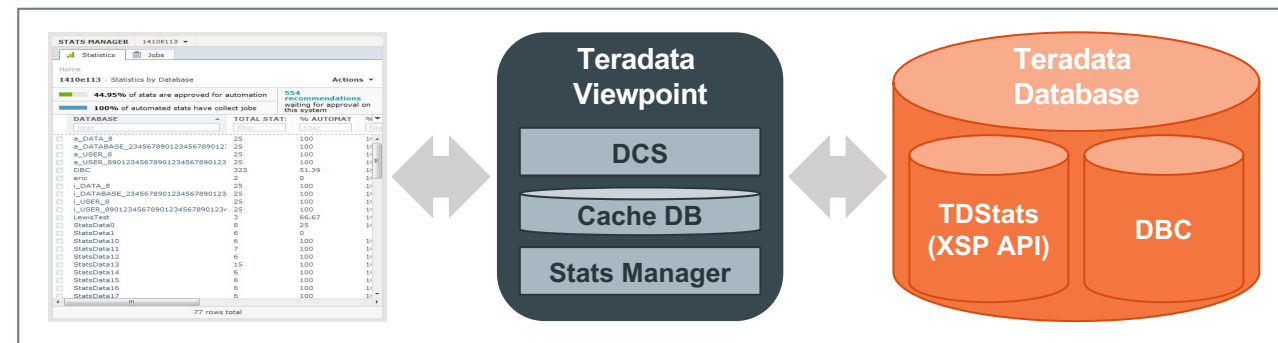 STATS MANAGER 1410E113
Statistics Jobs
Home
1410e113 Statistics by Database Actions
44.95% of stats are approved for automation
554 recommendations waiting for approval on this system
100% of automated stats have collect jobs
DATABASE TOTAL STAT: % AUTOMAT %
filter filter filter
a_DATA_8 25 100
a_DATABASE_23456789012345678901 25 100
a_USER_8 25 100
a_USER_89012345678901234567890123 25 100
DBC 323 51.39
eric 2 0
i_DATA_8 25 100
i_DATABASE_234567890123456789012 25 100
i_USER_8 25 100
i_USER_890123456789012345678901234 25 100
LewisTest 3 66.67
StatsData0 8 25
StatsData1 6 0
StatsData10 6 100
StatsData11 7 100
StatsData12 6 100
StatsData13 15 100
StatsData14 6 100
StatsData15 6 100
StatsData16 6 100
StatsData17 6 100
77 rows total
Teradata
Viewpoint
DCS
Cache DB
Stats Manager
Teradata
Database
TDStats
(XSP API)
DBC